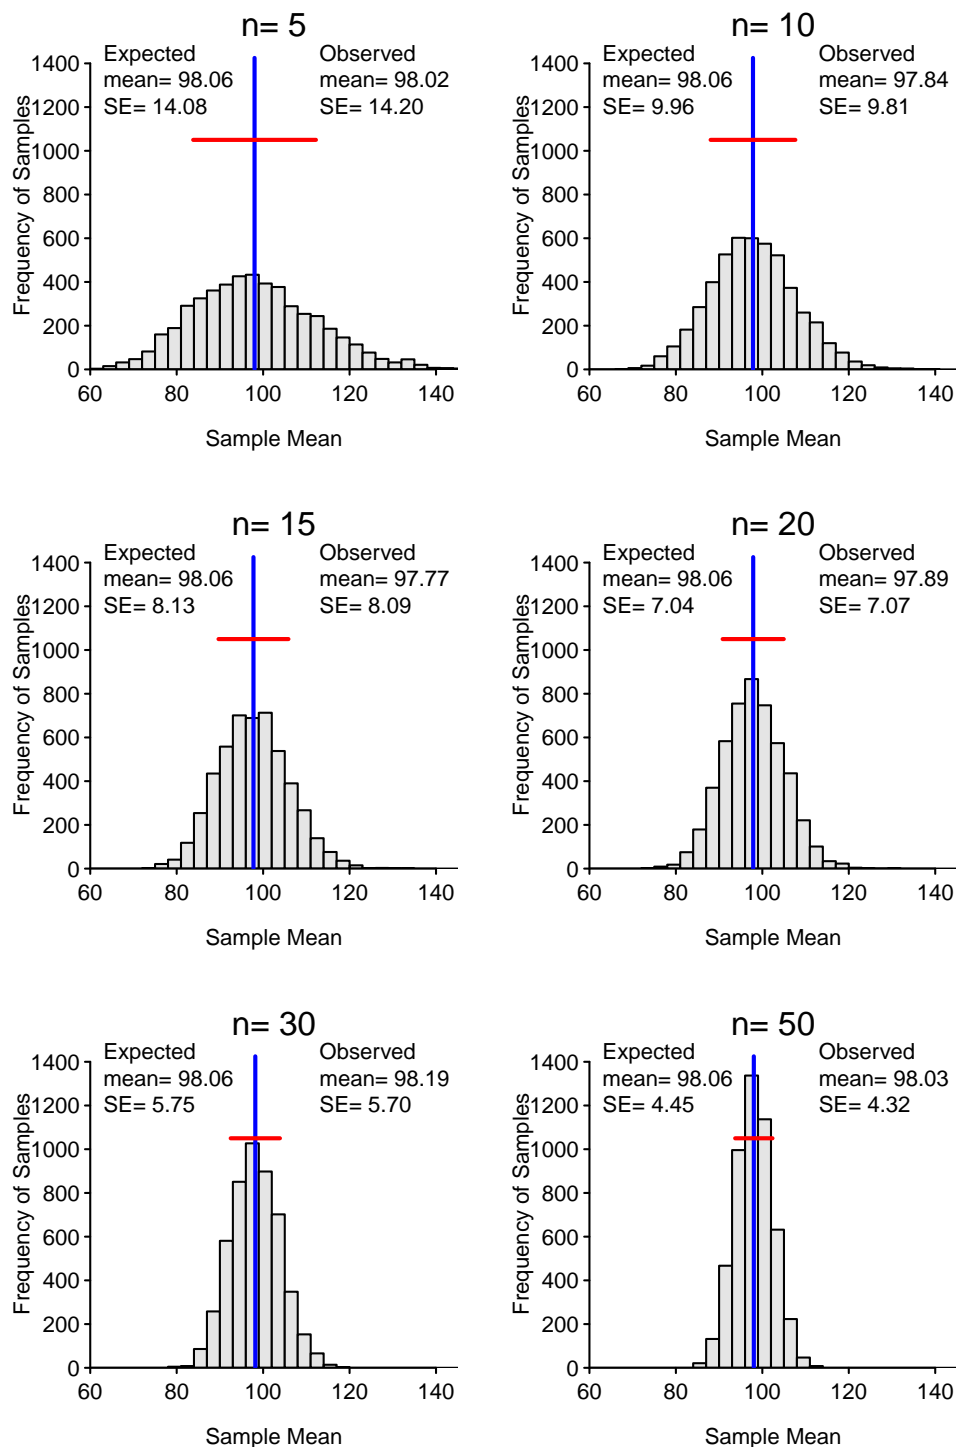 n= 5
Expected
mean= 98.06
SE= 14.08
Observed
mean= 98.02
SE= 14.20
Frequency of Samples
1400
1200
1000
800
600
400
200
0
60 80 100 120 140
Sample Mean
n= 10
Expected
mean= 98.06
SE= 9.96
Observed
mean= 97.84
SE= 9.81
Frequency of Samples
1400
1200
1000
800
600
400
200
0
60 80 100 120 140
Sample Mean
n= 15
Expected
mean= 98.06
SE= 8.13
Observed
mean= 97.77
SE= 8.09
Frequency of Samples
1400
1200
1000
800
600
400
200
0
60 80 100 120 140
Sample Mean
n= 20
Expected
mean= 98.06
SE= 7.04
Observed
mean= 97.89
SE= 7.07
Frequency of Samples
1400
1200
1000
800
600
400
200
0
60 80 100 120 140
Sample Mean
n= 30
Expected
mean= 98.06
SE= 5.75
Observed
mean= 98.19
SE= 5.70
Frequency of Samples
1400
1200
1000
800
600
400
200
0
60 80 100 120 140
Sample Mean
n= 50
Expected
mean= 98.06
SE= 4.45
Observed
mean= 98.03
SE= 4.32
Frequency of Samples
1400
1200
1000
800
600
400
200
0
60 80 100 120 140
Sample Mean